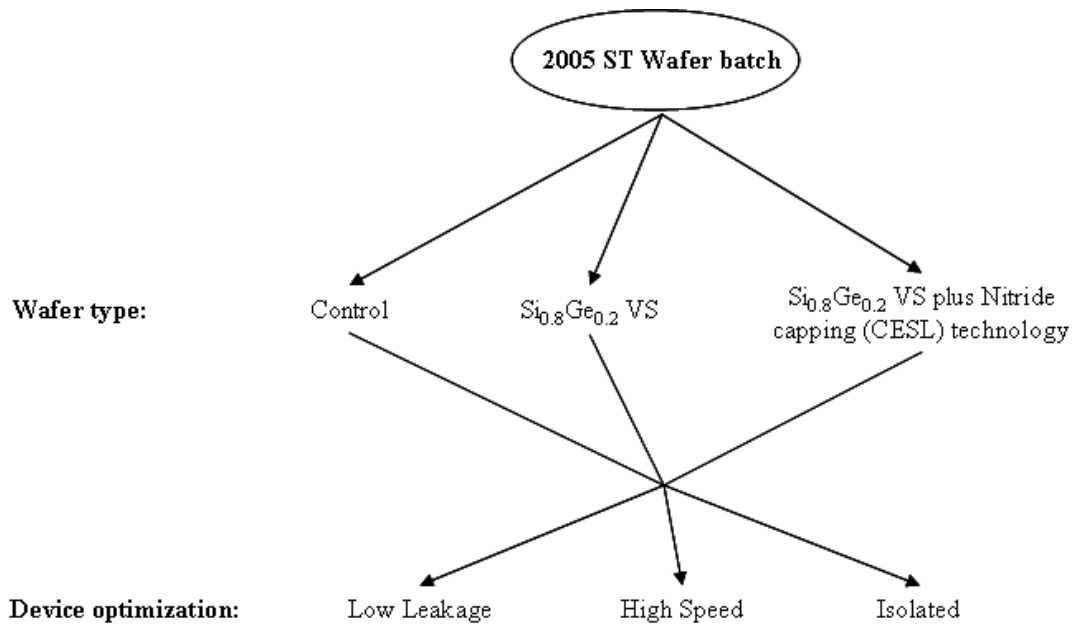 2005 ST Wafer batch
Wafer type:
Control
Si₀.₈Ge₀.₂ VS
Si₀.₈Ge₀.₂ VS plus Nitride
capping (CESL) technology
Device optimization:
Low Leakage
High Speed
Isolated